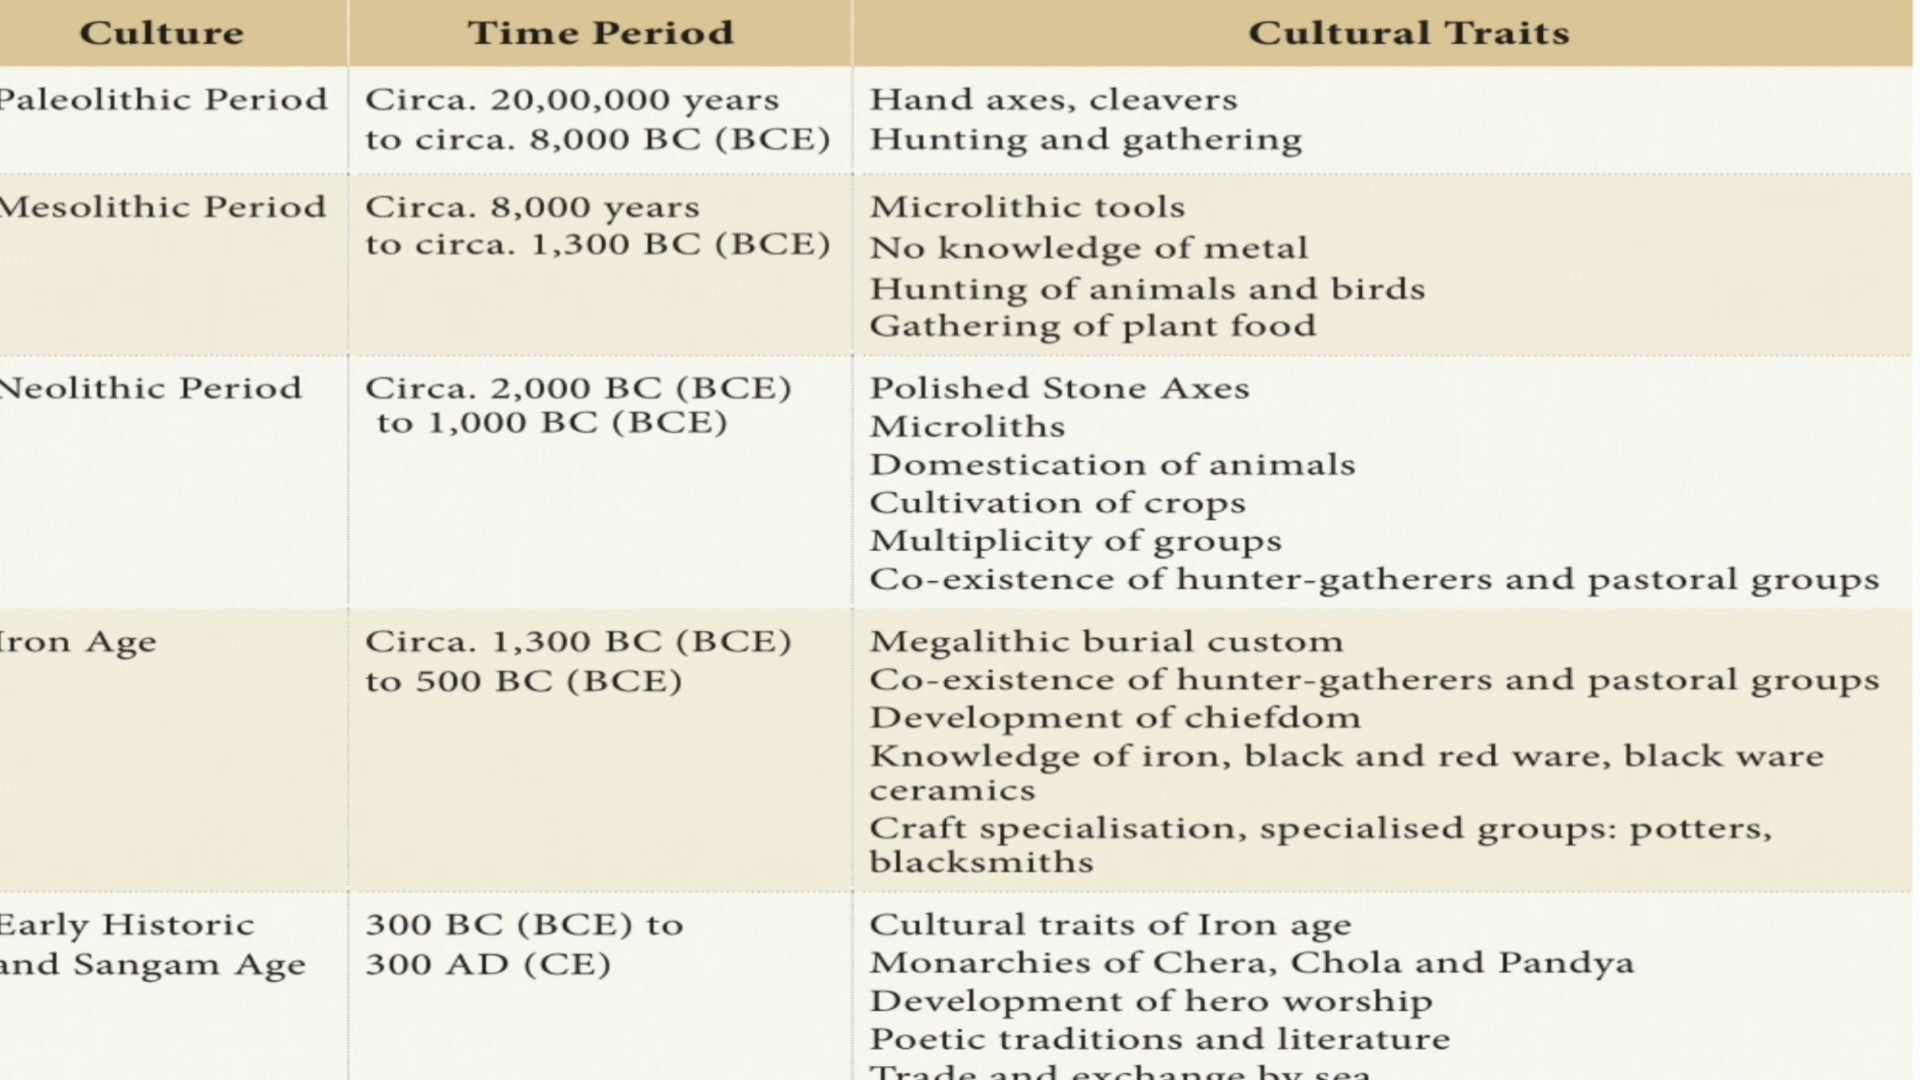 Culture Time Period Cultural Traits
Paleolithic Period Circa. 20,00,000 years Hand axes, cleavers
to circa. 8,000 BC (BCE) Hunting and gathering
Mesolithic Period Circa. 8,000 years Microlithic tools
to circa. 1,300 BC (BCE) No knowledge of metal
Hunting of animals and birds
Gathering of plant food
Neolithic Period Circa. 2,000 BC (BCE) Polished Stone Axes
to 1,000 BC (BCE) Microliths
Domestication of animals
Cultivation of crops
Multiplicity of groups
Co-existence of hunter-gatherers and pastoral groups
Iron Age Circa. 1,300 BC (BCE) Megalithic burial custom
to 500 BC (BCE) Co-existence of hunter-gatherers and pastoral groups
Development of chiefdom
Knowledge of iron, black and red ware, black ware
ceramics
Craft specialisation, specialised groups: potters,
blacksmiths
Early Historic 300 BC (BCE) to Cultural traits of Iron age
and Sangam Age 300 AD (CE) Monarchies of Chera, Chola and Pandya
Development of hero worship
Poetic traditions and literature
Trade and exchange by sea